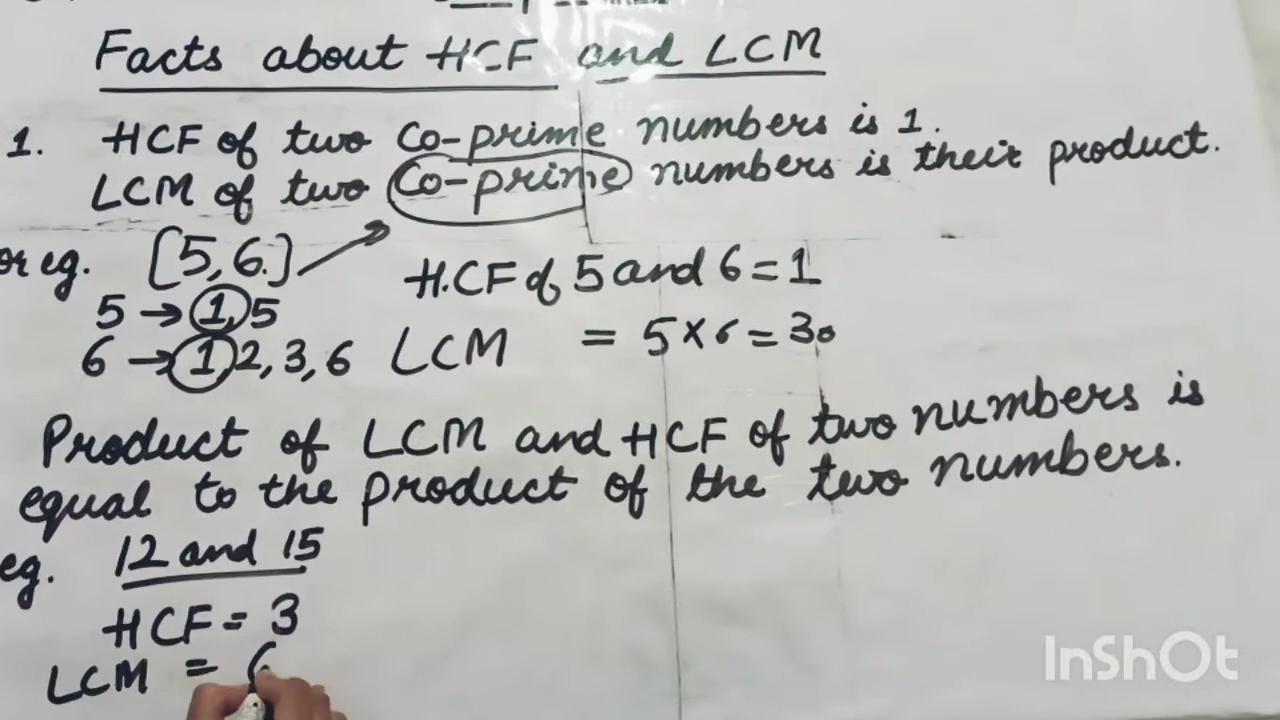 Facts about HCF and LCM
1. HCF of two Co-prime numbers is 1.
LCM of two Co-prime numbers is their product.
or eg. [5, 6.]
H.CF of 5 and 6 = 1
5 → 1, 5
6 → 1, 2, 3, 6
LCM = 5 × 6 = 30
Product of LCM and HCF of two numbers is
equal to the product of the two numbers.
eg. 12 and 15
HCF = 3
LCM = 6
InShOt